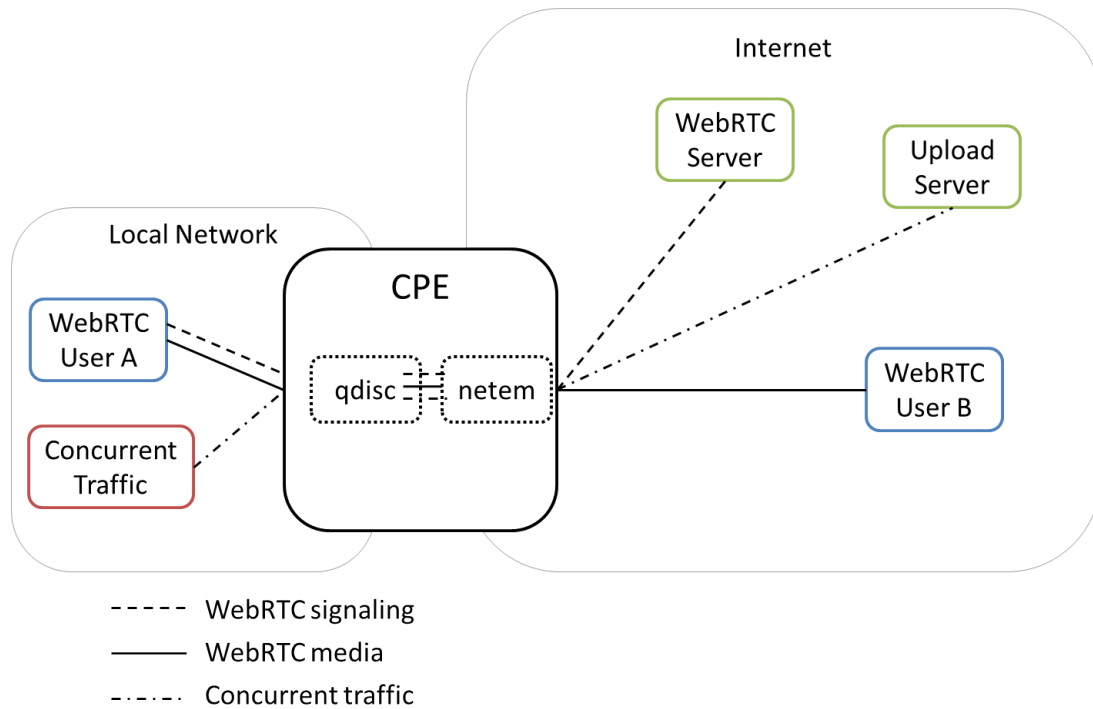 Internet
WebRTC
Server
Upload
Server
Local Network
CPE
WebRTC
User A
qdisc
netem
WebRTC
User B
Concurrent
Traffic
WebRTC signaling
WebRTC media
Concurrent traffic